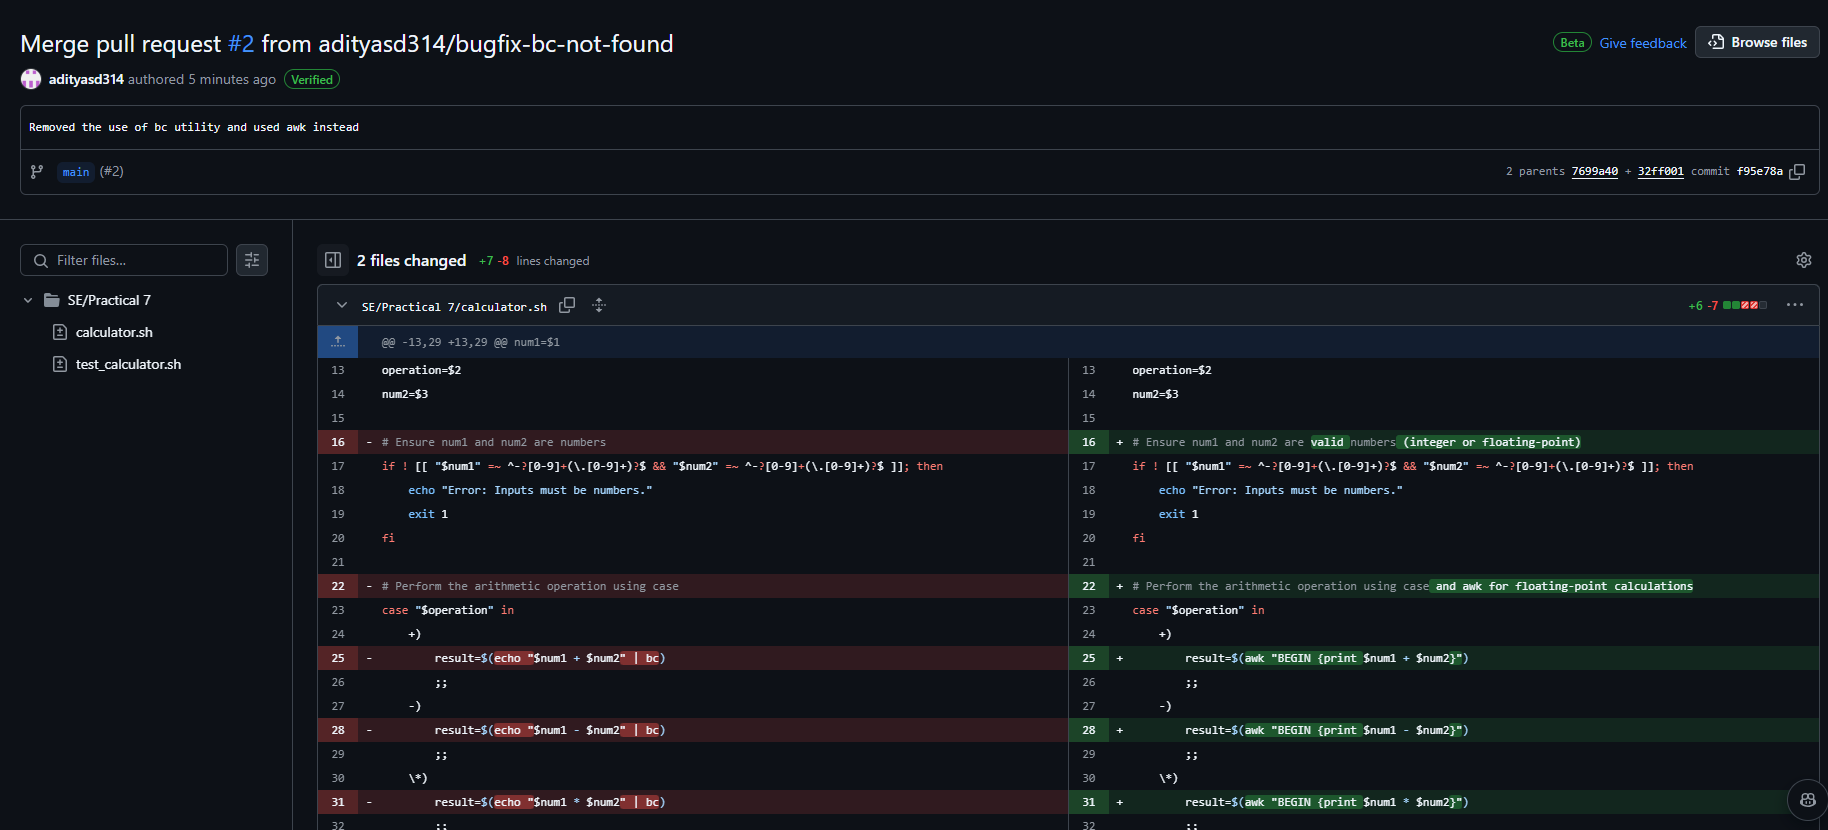 Merge pull request #2 from adityasd314/bugfix-bc-not-found
Beta Give feedback Browse files
adityasd314 authored 5 minutes ago Verified
Removed the use of bc utility and used awk instead
main (#2)
2 parents 7699a40 + 32ff001 commit f95e78a
Filter files...
SE/Practical 7
calculator.sh
test_calculator.sh
2 files changed +7 -8 lines changed
SE/Practical 7/calculator.sh
+6 -7
@@ -13,29 +13,29 @@ num1=$1
13 operation=$2
14 num2=$3
15
16 - # Ensure num1 and num2 are numbers
17 if ! [[ "$num1" =~ ^-?[0-9]+(\.[0-9]+)?$ && "$num2" =~ ^-?[0-9]+(\.[0-9]+)?$ ]]; then
18 echo "Error: Inputs must be numbers."
19 exit 1
20 fi
21
22 - # Perform the arithmetic operation using case
23 case "$operation" in
24 +)
25 - result=$(echo "$num1 + $num2" | bc)
26 ;;
27 -)
28 - result=$(echo "$num1 - $num2" | bc)
29 ;;
30 \*)
31 - result=$(echo "$num1 * $num2" | bc)
32 ;;
13 operation=$2
14 num2=$3
15
16 + # Ensure num1 and num2 are valid numbers (integer or floating-point)
17 if ! [[ "$num1" =~ ^-?[0-9]+(\.[0-9]+)?$ && "$num2" =~ ^-?[0-9]+(\.[0-9]+)?$ ]]; then
18 echo "Error: Inputs must be numbers."
19 exit 1
20 fi
21
22 + # Perform the arithmetic operation using case and awk for floating-point calculations
23 case "$operation" in
24 +)
25 + result=$(awk "BEGIN {print $num1 + $num2}")
26 ;;
27 -)
28 + result=$(awk "BEGIN {print $num1 - $num2}")
29 ;;
30 \*)
31 + result=$(awk "BEGIN {print $num1 * $num2}")
32 ;;